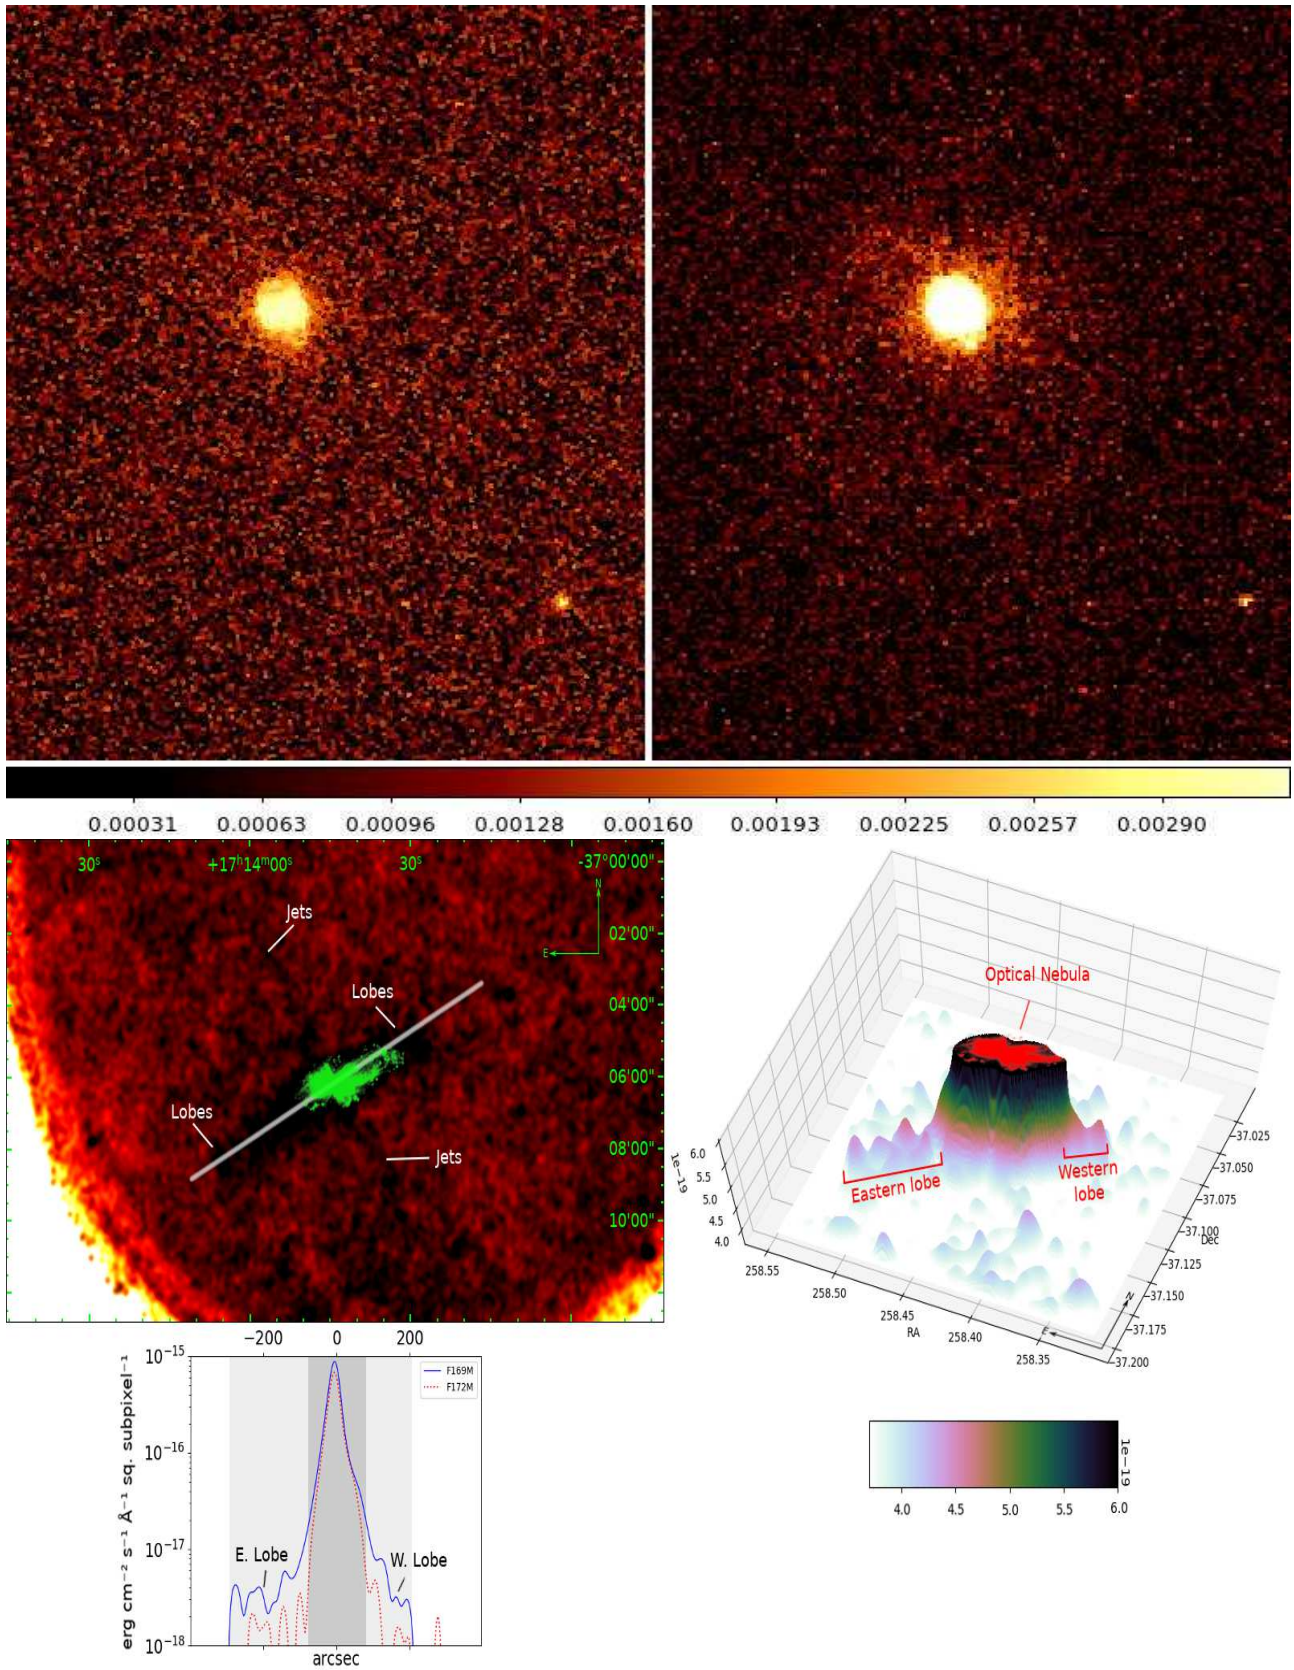 0.00031 0.00063 0.00096 0.00128 0.00160 0.00193 0.00225 0.00257 0.00290
30ˢ +17ʰ14ᵐ00ˢ 30ˢ -37°00'00"
N
E
Jets
02'00"
Lobes
04'00"
06'00"
Lobes
08'00"
Jets
10'00"
Optical Nebula
Eastern lobe
Western
lobe
6.0
5.5
5.0
4.5
4.0
1e−19
258.55
258.50
258.45
258.40
258.35
RA
−37.025
−37.050
−37.075
−37.100
−37.125
−37.150
−37.175
−37.200
Dec
N
E
−200 0 200
10⁻¹⁵
10⁻¹⁶
10⁻¹⁷
10⁻¹⁸
erg cm⁻² s⁻¹ Å⁻¹ sq. subpixel⁻¹
F169M
F172M
E. Lobe
W. Lobe
arcsec
1e−19
4.0 4.5 5.0 5.5 6.0